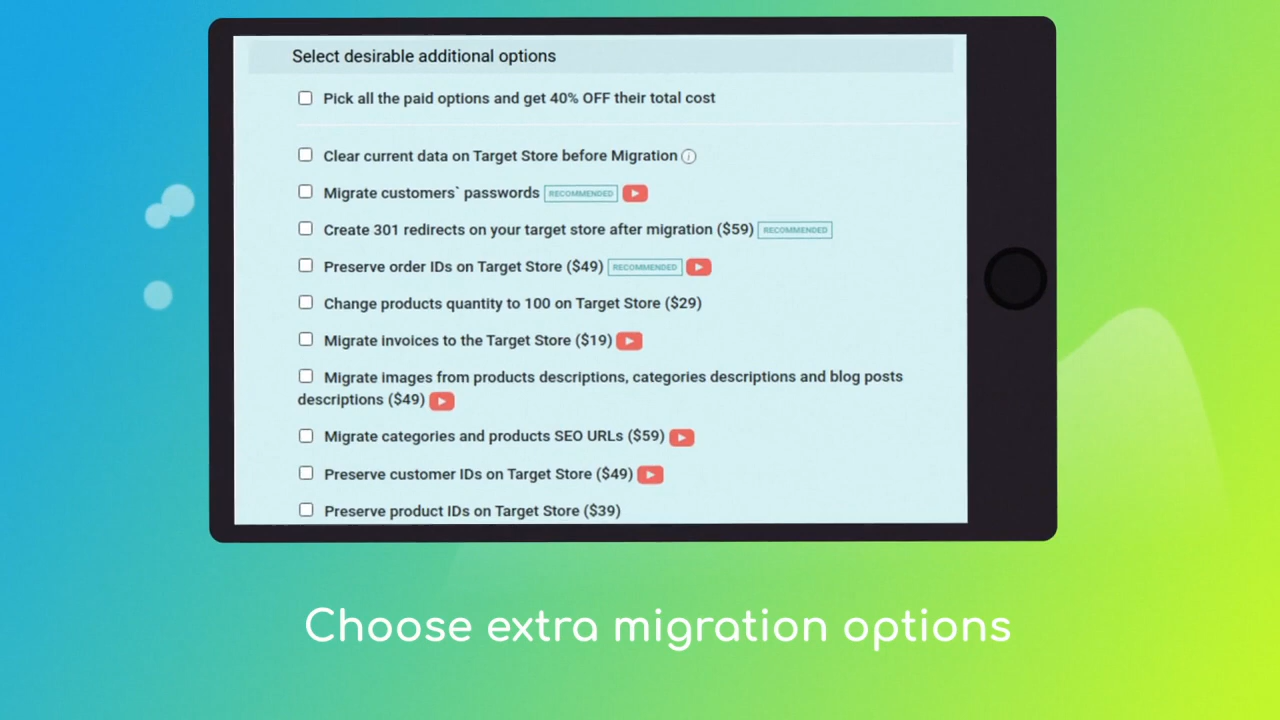 Select desirable additional options
Pick all the paid options and get 40% OFF their total cost
Clear current data on Target Store before Migration i
Migrate customers` passwords RECOMMENDED
Create 301 redirects on your target store after migration ($59) RECOMMENDED
Preserve order IDs on Target Store ($49) RECOMMENDED
Change products quantity to 100 on Target Store ($29)
Migrate invoices to the Target Store ($19)
Migrate images from products descriptions, categories descriptions and blog posts
descriptions ($49)
Migrate categories and products SEO URLs ($59)
Preserve customer IDs on Target Store ($49)
Preserve product IDs on Target Store ($39)
Choose extra migration options